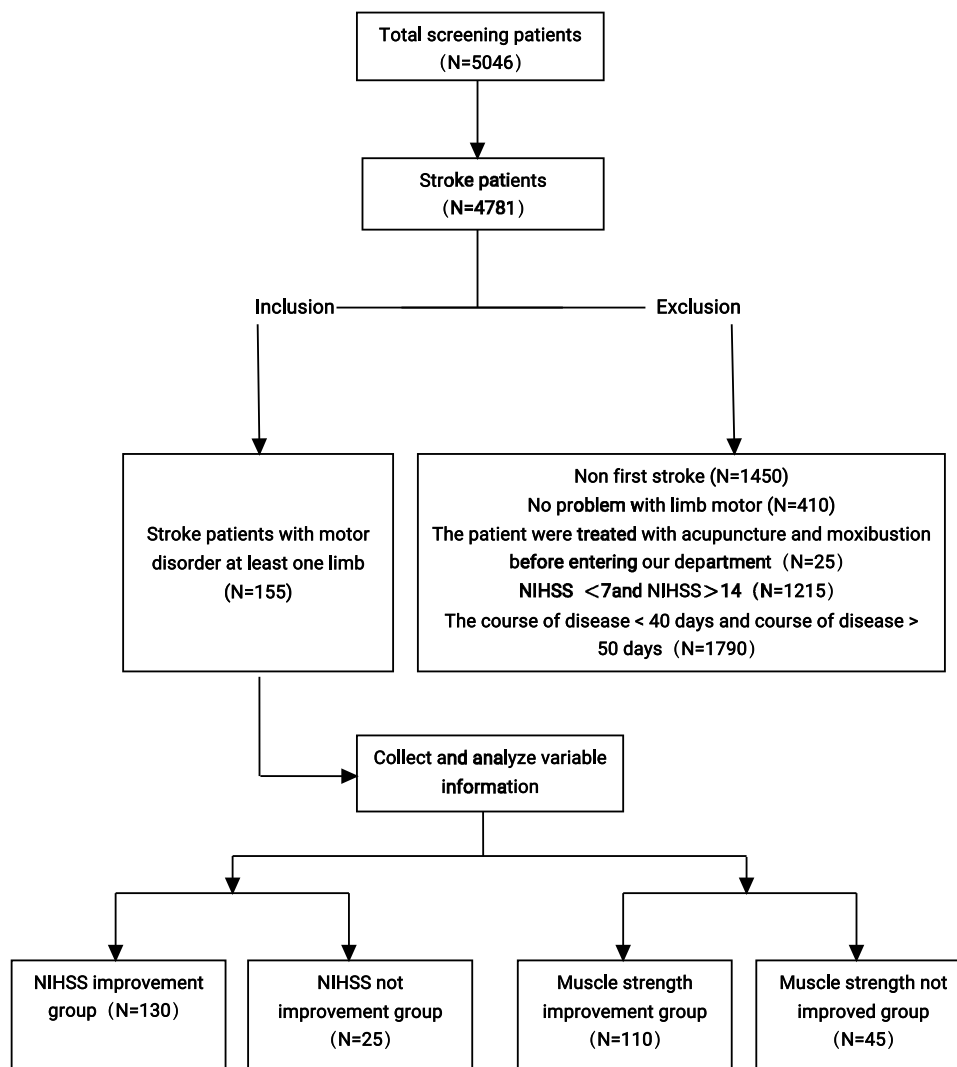 Total screening patients
（N=5046）
Stroke patients
（N=4781）
Inclusion
Exclusion
Stroke patients with motor
disorder at least one limb
(N=155)
Non first stroke (N=1450)
No problem with limb motor (N=410)
The patient were treated with acupuncture and moxibustion
before entering our department（N=25）
NIHSS ＜7and NIHSS＞14（N=1215）
The course of disease < 40 days and course of disease >
50 days（N=1790）
Collect and analyze variable
information
NIHSS improvement
group（N=130）
NIHSS not
improvement group
（N=25）
Muscle strength
improvement group
（N=110）
Muscle strength not
improved group
（N=45）